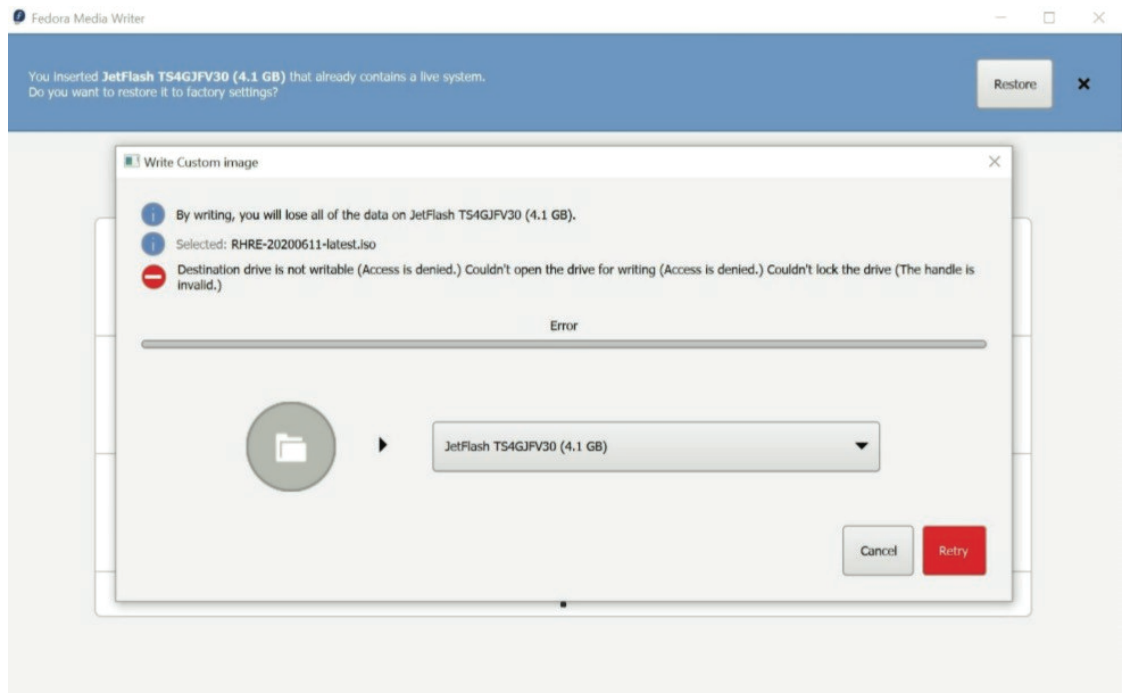 Fedora Media Writer
You inserted JetFlash TS4GJFV30 (4.1 GB) that already contains a live system.
Do you want to restore it to factory settings?
Restore
Write Custom image
By writing, you will lose all of the data on JetFlash TS4GJFV30 (4.1 GB).
Selected: RHRE-20200611-latest.iso
Destination drive is not writable (Access is denied.) Couldn't open the drive for writing (Access is denied.) Couldn't lock the drive (The handle is
invalid.)
Error
JetFlash TS4GJFV30 (4.1 GB)
Cancel
Retry